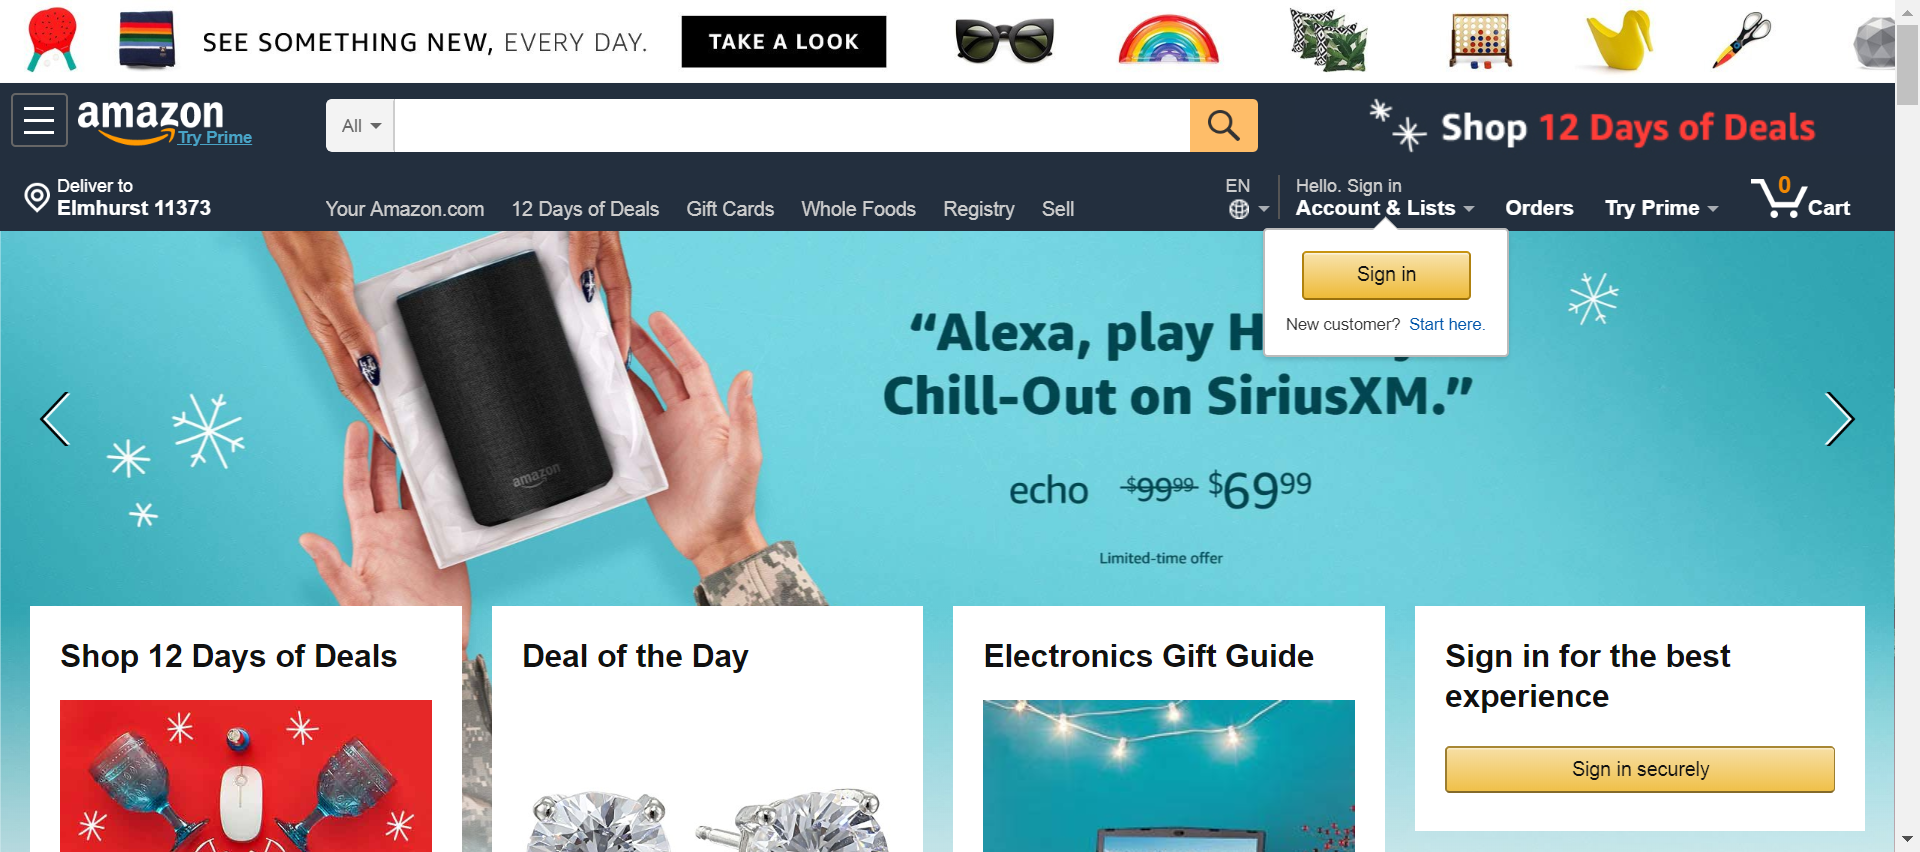 SEE SOMETHING NEW, EVERY DAY.
TAKE A LOOK
amazon
Try Prime
All
Shop 12 Days of Deals
Deliver to
Elmhurst 11373
Your Amazon.com 12 Days of Deals Gift Cards Whole Foods Registry Sell
EN
Hello. Sign in
Account & Lists
Orders
Try Prime
0
Cart
Sign in
New customer? Start here.
“Alexa, play H
Chill-Out on SiriusXM.”
amazon
echo $99.99 $69.99
Limited-time offer
Shop 12 Days of Deals
Deal of the Day
Electronics Gift Guide
Sign in for the best
experience
Sign in securely